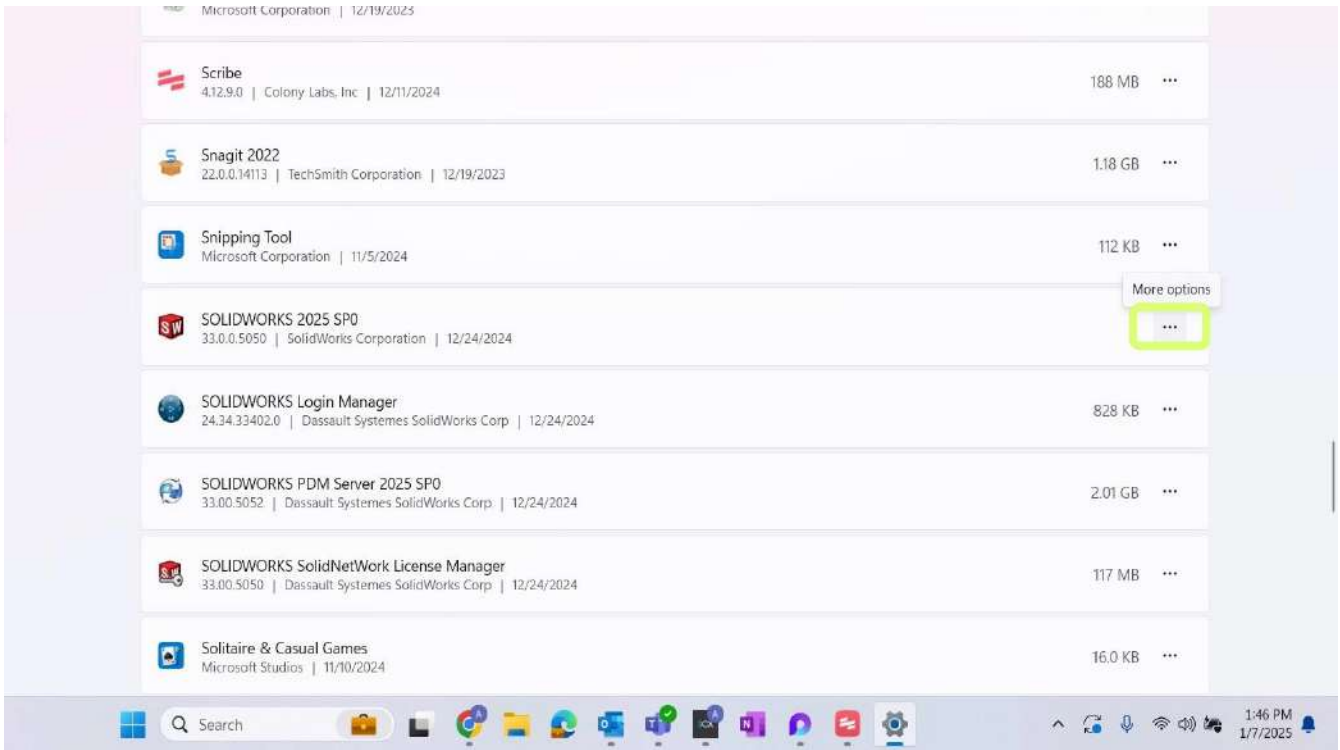 Microsoft Corporation | 12/19/2023
Scribe
4.12.9.0 | Colony Labs, Inc | 12/11/2024
188 MB
Snagit 2022
22.0.0.14113 | TechSmith Corporation | 12/19/2023
1.18 GB
Snipping Tool
Microsoft Corporation | 11/5/2024
112 KB
More options
SOLIDWORKS 2025 SP0
33.0.0.5050 | SolidWorks Corporation | 12/24/2024
SOLIDWORKS Login Manager
24.34.33402.0 | Dassault Systemes SolidWorks Corp | 12/24/2024
828 KB
SOLIDWORKS PDM Server 2025 SP0
33.00.5052 | Dassault Systemes SolidWorks Corp | 12/24/2024
2.01 GB
SOLIDWORKS SolidNetWork License Manager
33.00.5050 | Dassault Systemes SolidWorks Corp | 12/24/2024
117 MB
Solitaire & Casual Games
Microsoft Studios | 11/10/2024
16.0 KB
Search
1:46 PM
1/7/2025